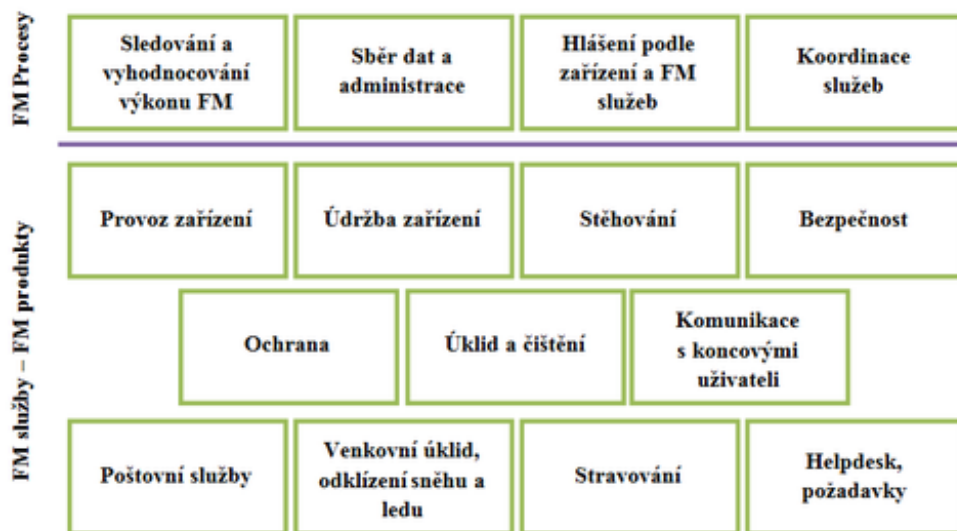 FM Procesy
Sledování a
vyhodnocování
výkonu FM
Sběr dat a
administrace
Hlášení podle
zařízení a FM
služeb
Koordinace
služeb
FM služby – FM produkty
Provoz zařízení
Údržba zařízení
Stěhování
Bezpečnost
Ochrana
Úklid a čištění
Komunikace
s koncovými
uživateli
Poštovní služby
Venkovní úklid,
odklízení sněhu a
ledu
Stravování
Helpdesk,
požadavky